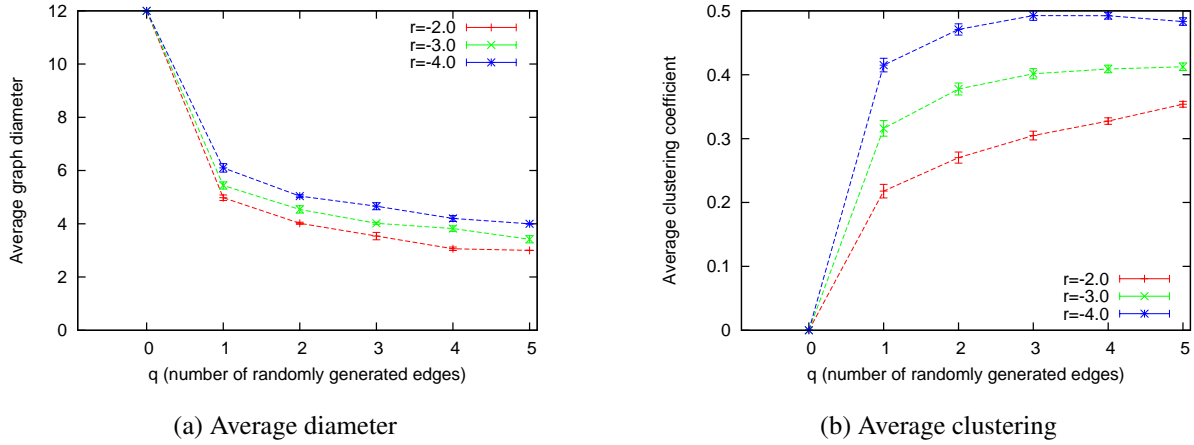 12
10
8
6
4
2
0
Average graph diameter
r=-2.0
r=-3.0
r=-4.0
0 1 2 3 4 5
q (number of randomly generated edges)
(a) Average diameter
0.5
0.4
0.3
0.2
0.1
0
Average clustering coefficient
r=-2.0
r=-3.0
r=-4.0
0 1 2 3 4 5
q (number of randomly generated edges)
(b) Average clustering